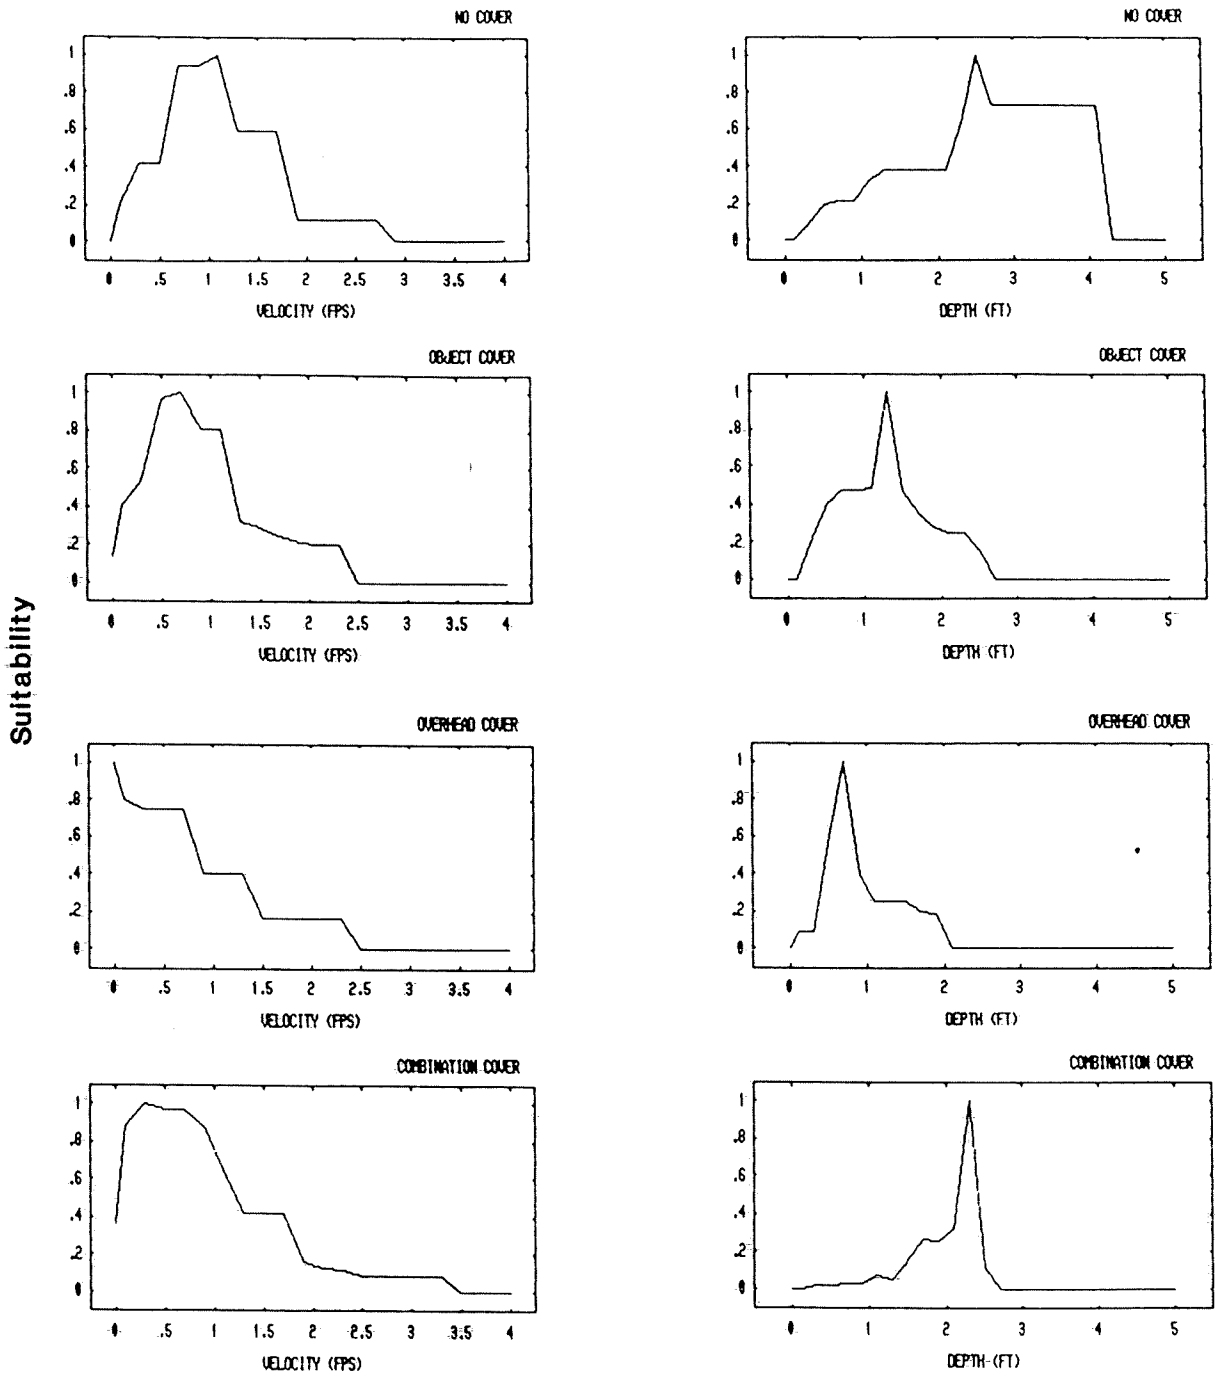 NO COVER
1
.8
.6
.4
.2
0
0 .5 1 1.5 2 2.5 3 3.5 4
VELOCITY (FPS)
NO COVER
1
.8
.6
.4
.2
0
0 1 2 3 4 5
DEPTH (FT)
OBJECT COVER
1
.8
.6
.4
.2
0
0 .5 1 1.5 2 2.5 3 3.5 4
VELOCITY (FPS)
OBJECT COVER
1
.8
.6
.4
.2
0
0 1 2 3 4 5
DEPTH (FT)
Suitability
OVERHEAD COVER
1
.8
.6
.4
.2
0
0 .5 1 1.5 2 2.5 3 3.5 4
VELOCITY (FPS)
OVERHEAD COVER
1
.8
.6
.4
.2
0
0 1 2 3 4 5
DEPTH (FT)
COMBINATION COVER
1
.8
.6
.4
.2
0
0 .5 1 1.5 2 2.5 3 3.5 4
VELOCITY (FPS)
COMBINATION COVER
1
.8
.6
.4
.2
0
0 1 2 3 4 5
DEPTH (FT)